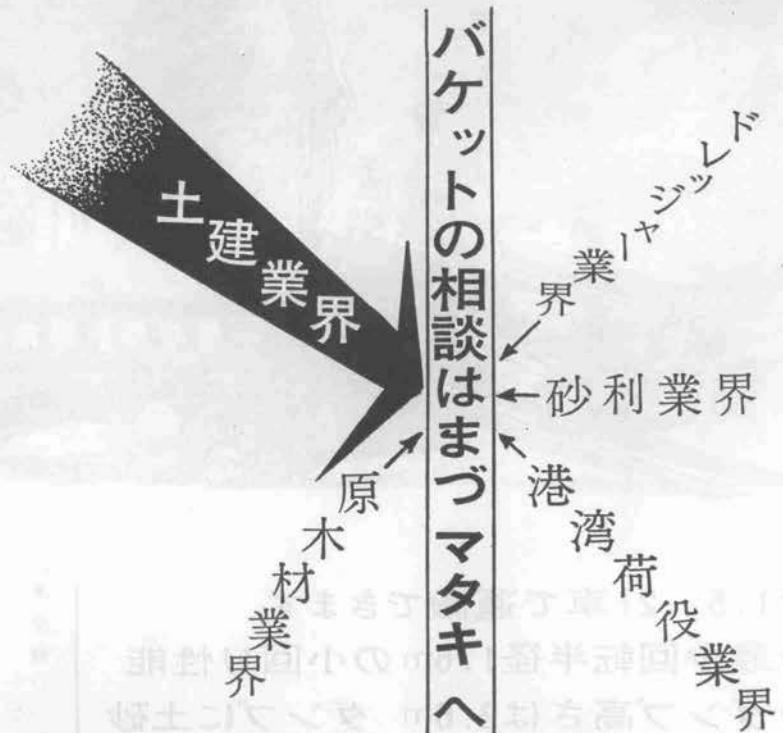 バケットの相談はまづ マタキ へ
土建業界
ドレッジャー業界
砂利業界
港湾荷役業界
原木材業界